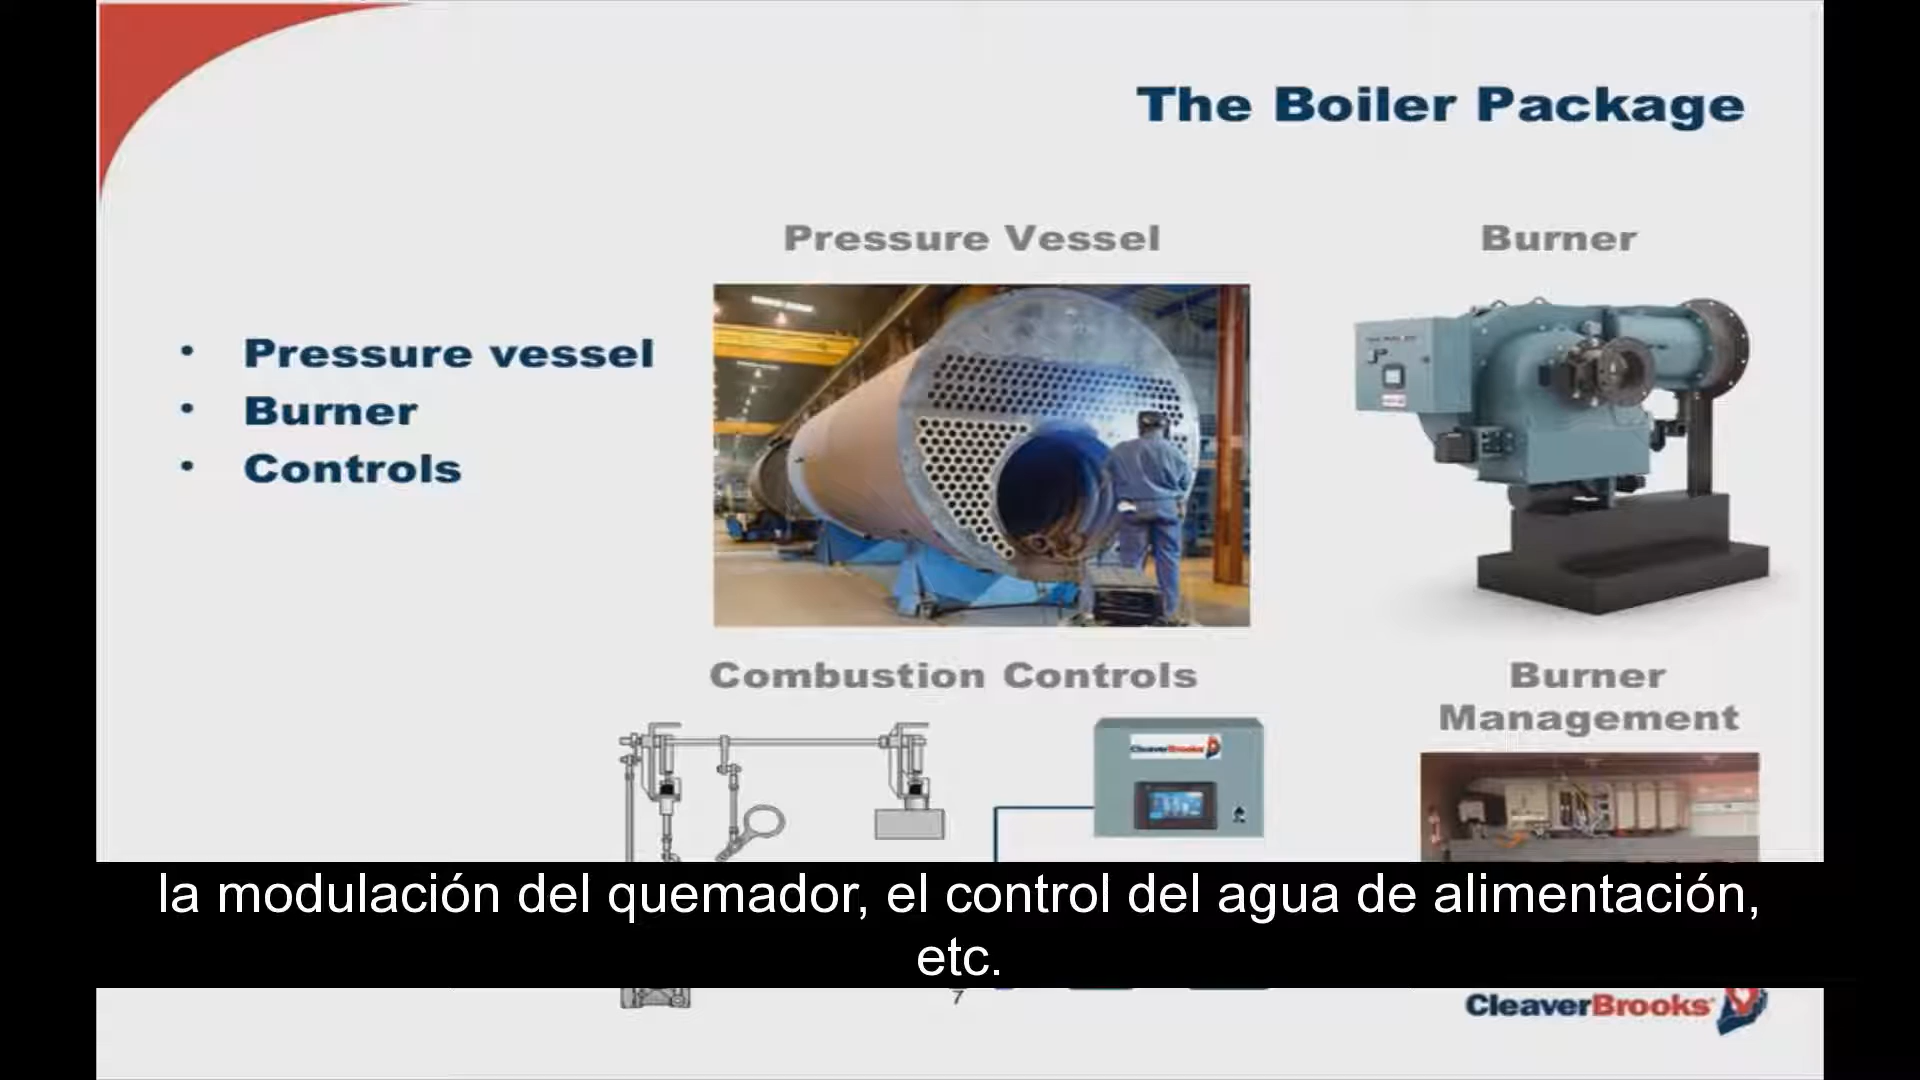 The Boiler Package
Pressure Vessel
Burner
• Pressure vessel
• Burner
• Controls
Combustion Controls
Burner
Management
CleaverBrooks
la modulación del quemador, el control del agua de alimentación,
etc.
7
CleaverBrooks